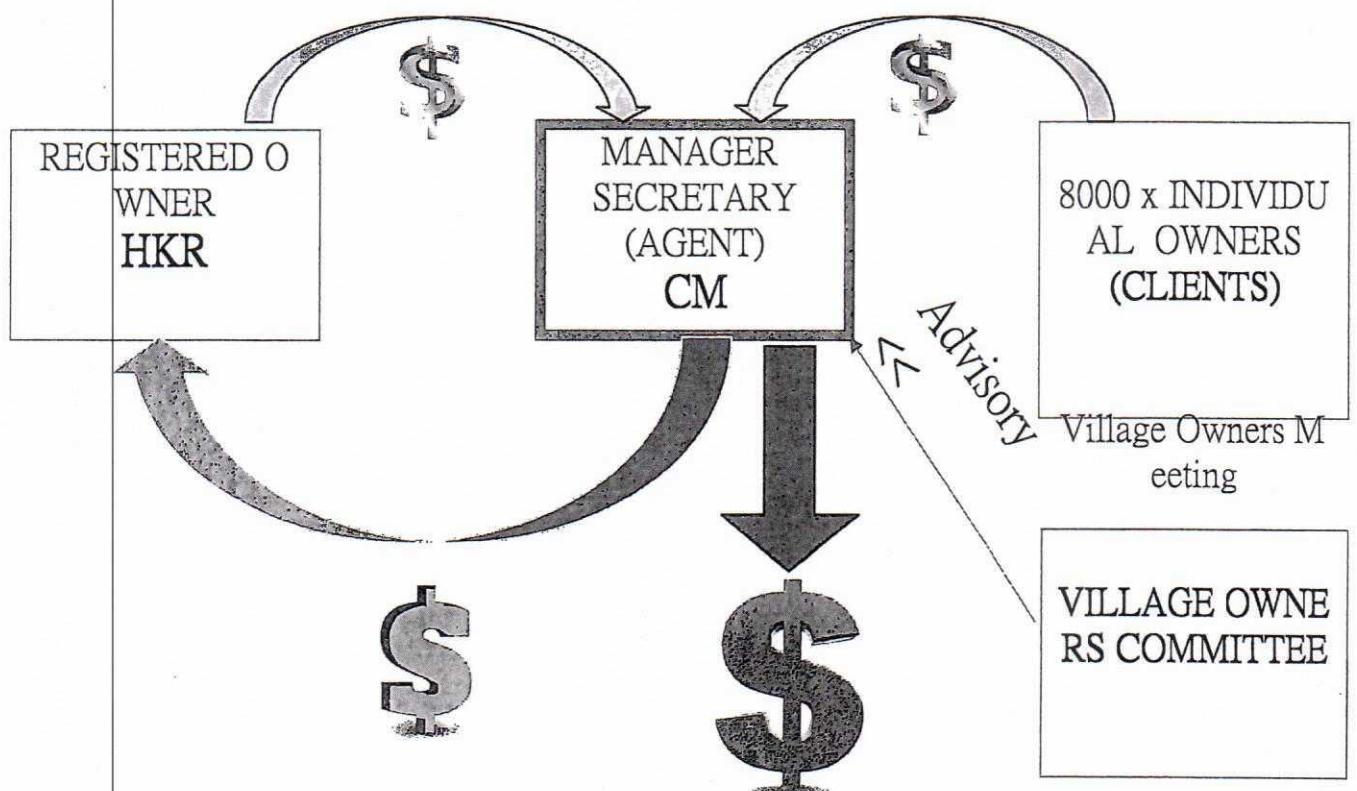 $
$
REGISTERED O
WNER
HKR
MANAGER
SECRETARY
(AGENT)
CM
8000 x INDIVIDU
AL OWNERS
(CLIENTS)
<< Advisory
Village Owners M
eeting
$
$
VILLAGE OWNE
RS COMMITTEE